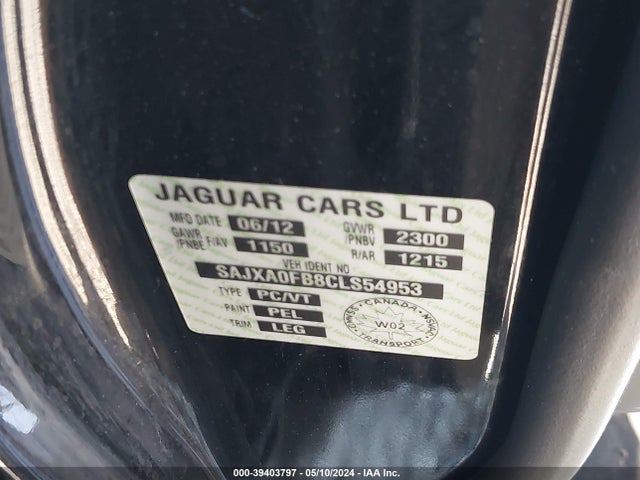 JAGUAR CARS LTD
MFD DATE 06/12 GVWR /PNBV 2300
GAWR /PNBE F/AV 1150 R/AR 1215
VEH IDENT NO
SAJXA0FB8CLS54953
TYPE PC/VT
PAINT PEL
TRIM LEG
CANADA
W02
TRANSPORT
000-39403797 - 05/10/2024 - IAA Inc.